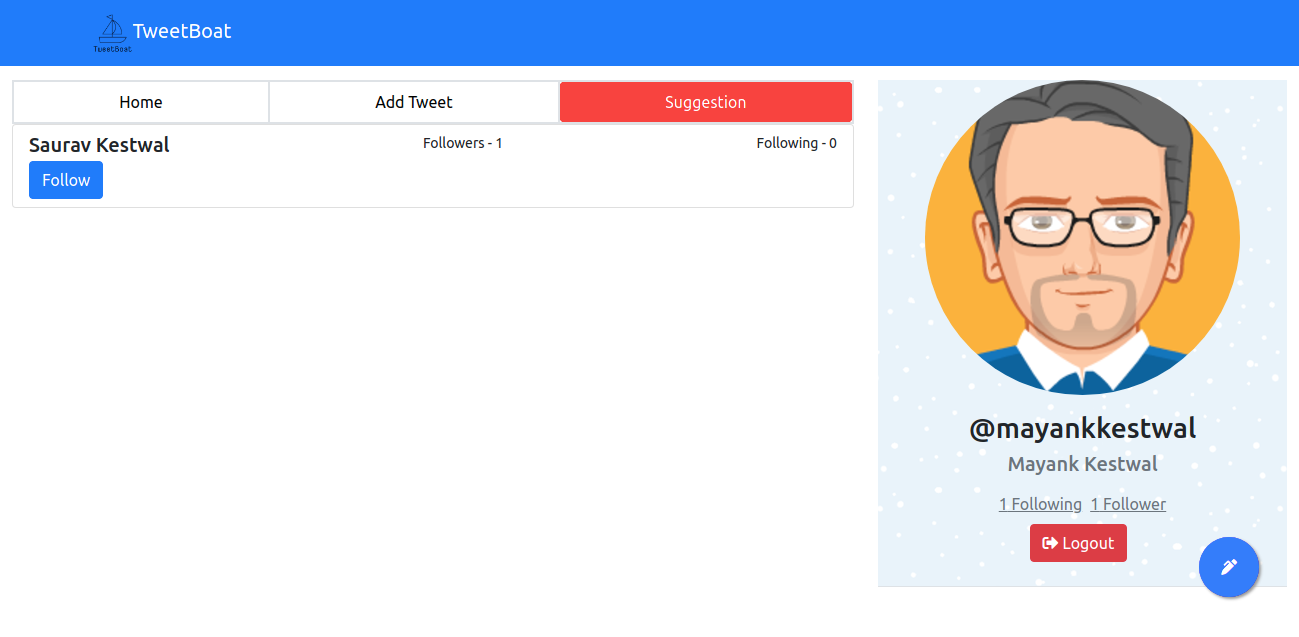 TweetBoat
TweetBoat
Home
Add Tweet
Suggestion
Saurav Kestwal
Followers - 1
Following - 0
Follow
@mayankkestwal
Mayank Kestwal
1 Following 1 Follower
Logout